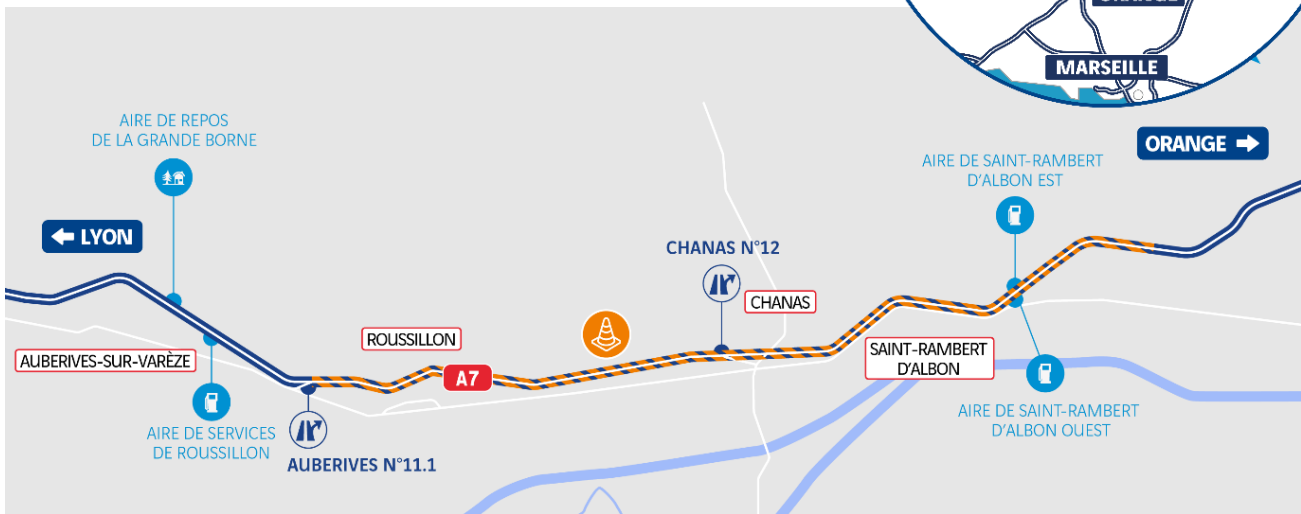 ORANGE
MARSEILLE
AIRE DE REPOS
DE LA GRANDE BORNE
← LYON
ORANGE →
AIRE DE SAINT-RAMBERT
D'ALBON EST
CHANAS N°12
CHANAS
ROUSSILLON
AUBERIVES-SUR-VARÈZE
A7
SAINT-RAMBERT
D'ALBON
AIRE DE SERVICES
DE ROUSSILLON
AUBERIVES N°11.1
AIRE DE SAINT-RAMBERT
D'ALBON OUEST